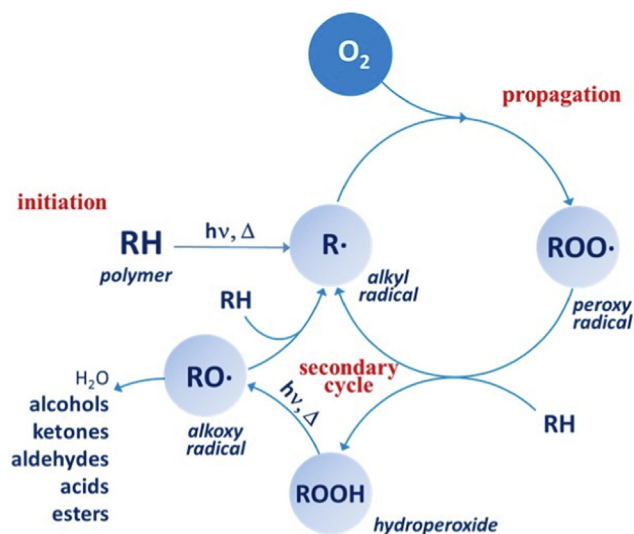 O₂
propagation
initiation
RH
polymer
hν, Δ
R·
alkyl
radical
ROO·
peroxy
radical
RH
RO·
alkoxy
radical
secondary
cycle
hν, Δ
RH
H₂O
alcohols
ketones
aldehydes
acids
esters
ROOH
hydroperoxide